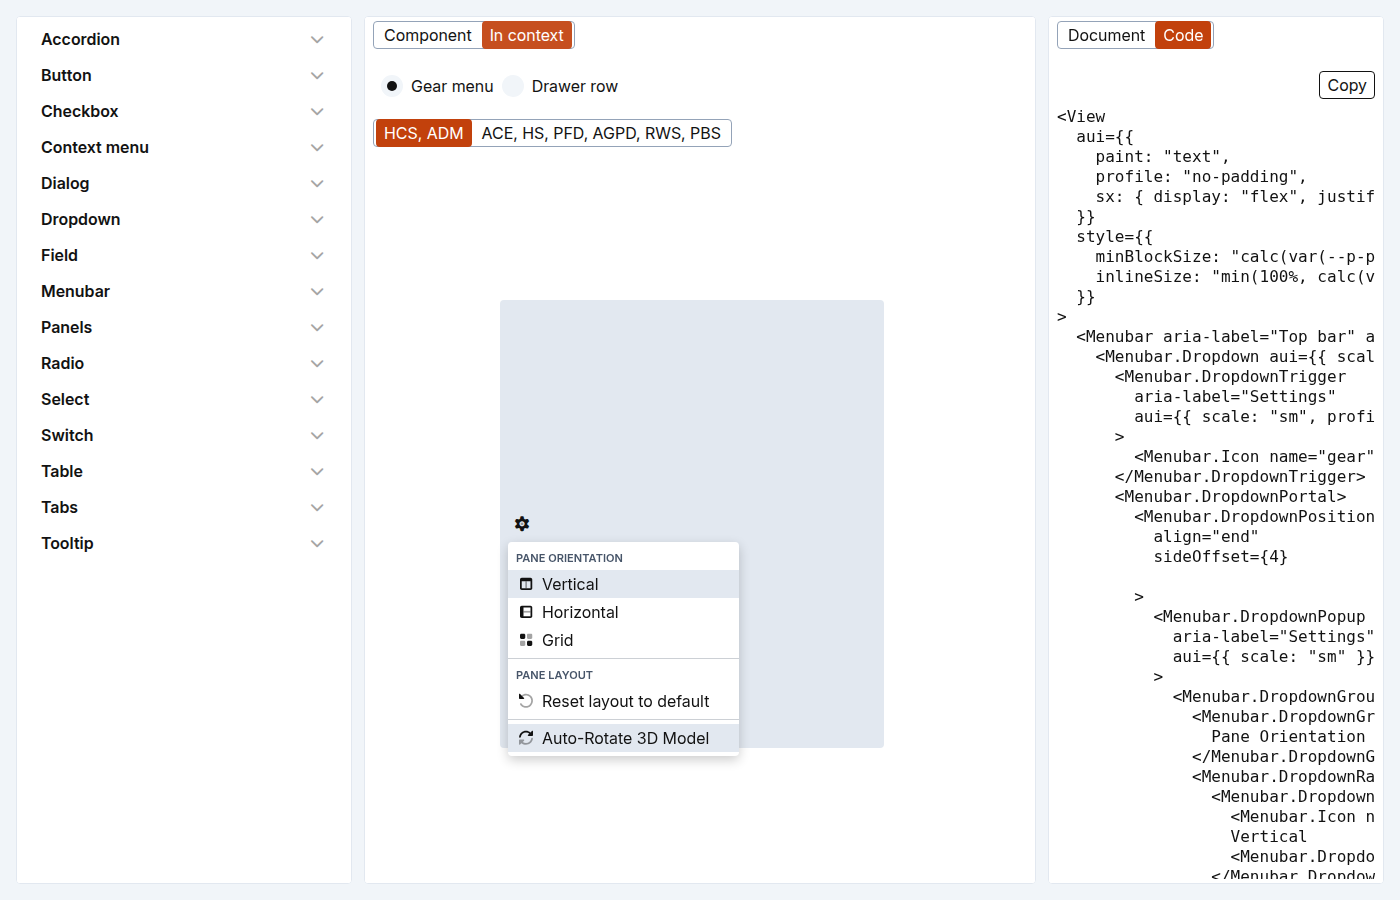 Accordion
Button
Checkbox
Context menu
Dialog
Dropdown
Field
Menubar
Panels
Radio
Select
Switch
Table
Tabs
Tooltip
Component
In context
Gear menu
Drawer row
HCS, ADM
ACE, HS, PFD, AGPD, RWS, PBS
PANE ORIENTATION
Vertical
Horizontal
Grid
PANE LAYOUT
Reset layout to default
Auto-Rotate 3D Model
Document
Code
Copy
<View
aui={{
paint: "text",
profile: "no-padding",
sx: { display: "flex", justif
}}
style={{
minBlockSize: "calc(var(--p-p
inlineSize: "min(100%, calc(v
}}
>
<Menubar aria-label="Top bar" a
<Menubar.Dropdown aui={{ scal
<Menubar.DropdownTrigger
aria-label="Settings"
aui={{ scale: "sm", profi
>
<Menubar.Icon name="gear"
</Menubar.DropdownTrigger>
<Menubar.DropdownPortal>
<Menubar.DropdownPosition
align="end"
sideOffset={4}
>
<Menubar.DropdownPopup
aria-label="Settings"
aui={{ scale: "sm" }}
>
<Menubar.DropdownGrou
<Menubar.DropdownGr
Pane Orientation
</Menubar.DropdownG
<Menubar.DropdownRa
<Menubar.Dropdown
<Menubar.Icon n
Vertical
<Menubar.Dropdo
</Menubar.Dropdow